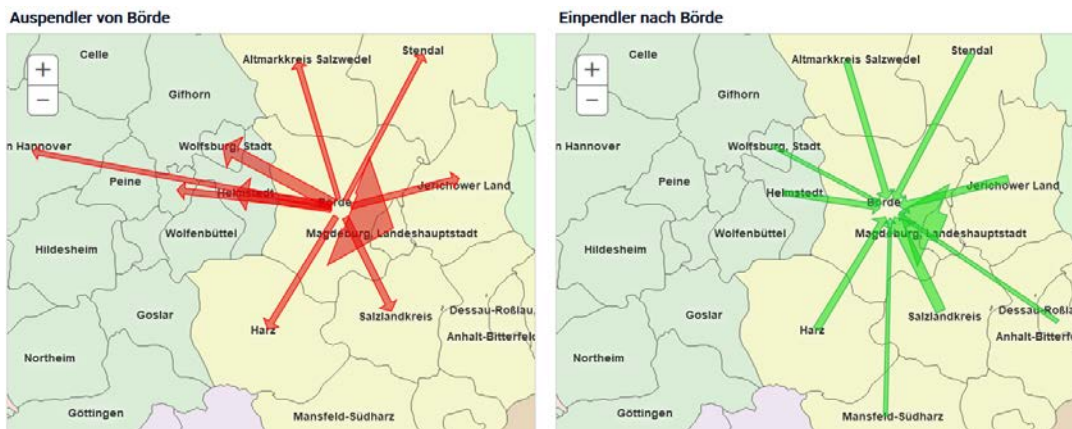 Auspendler von Börde
Celle
Stendal
Altmarkkreis Salzwedel
+
−
Gifhorn
n Hannover
Wolfsburg, Stadt
Peine
Helmstedt
Jerichower Land
Börde
Wolfenbüttel
Magdeburg, Landeshauptstadt
Hildesheim
Goslar
Harz
Salzlandkreis
Dessau-Roßlau,
Anhalt-Bitterfeld
Northeim
Göttingen
Mansfeld-Südharz
Einpendler nach Börde
Celle
Stendal
Altmarkkreis Salzwedel
+
−
Gifhorn
n Hannover
Wolfsburg, Stadt
Peine
Helmstedt
Jerichower Land
Börde
Wolfenbüttel
Magdeburg, Landeshauptstadt
Hildesheim
Goslar
Harz
Salzlandkreis
Dessau-Roßlau,
Anhalt-Bitterfe
Northeim
Göttingen
Mansfeld-Südharz